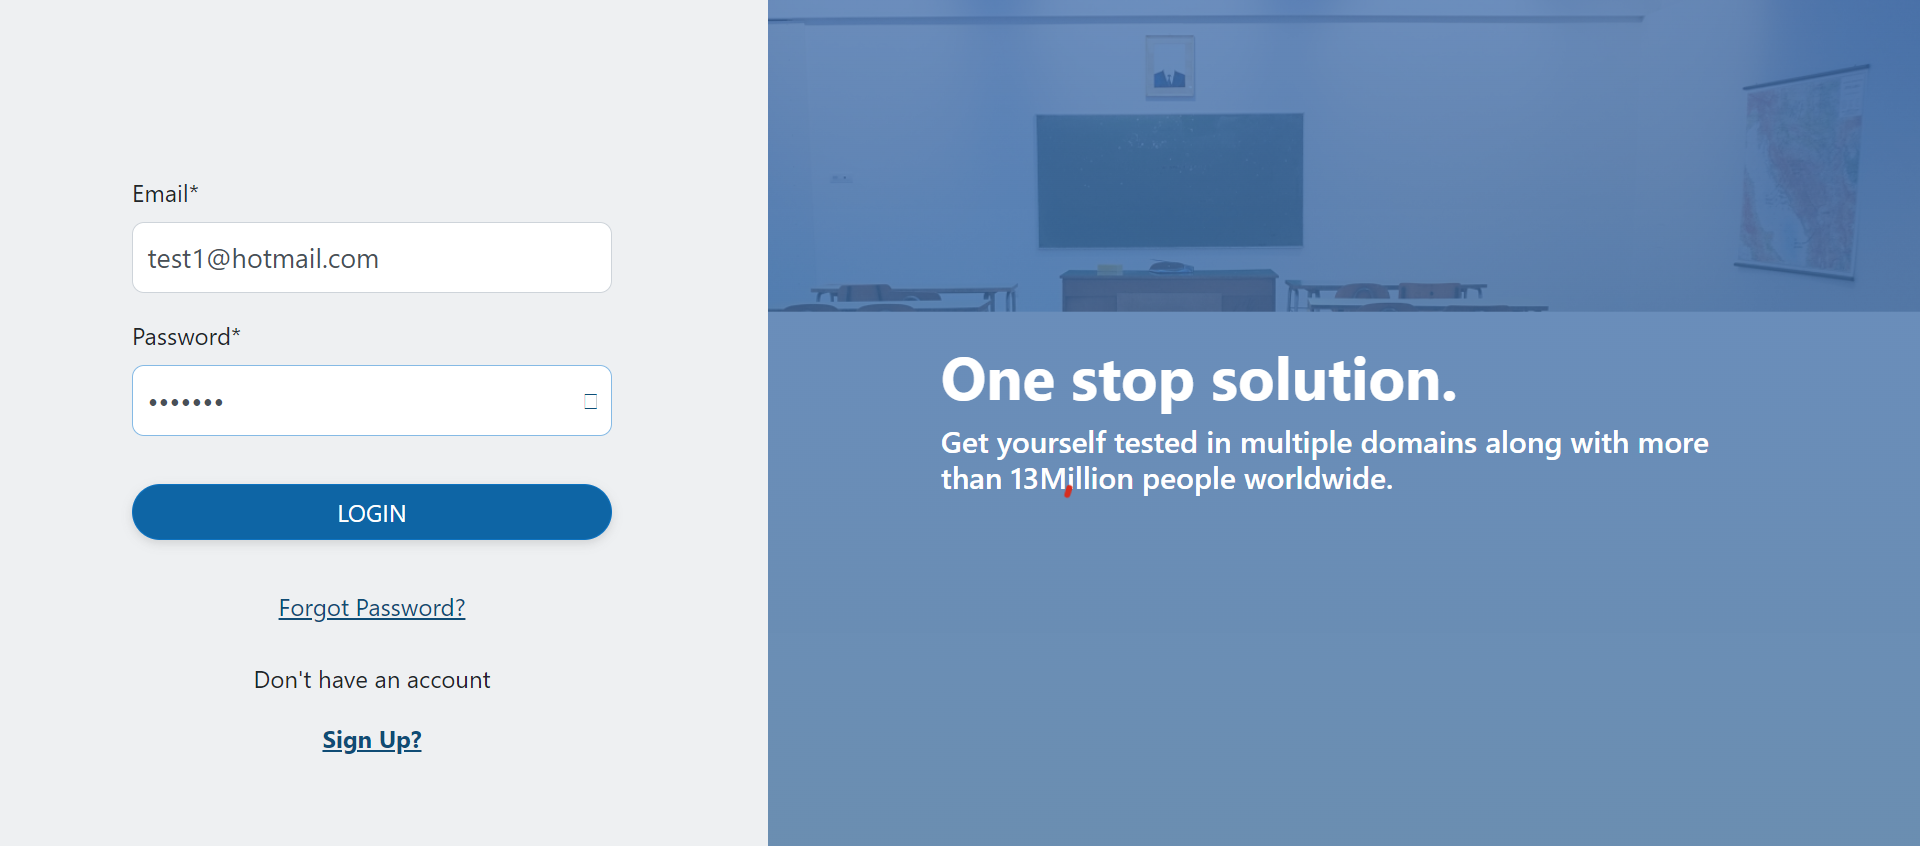 Email*
test1@hotmail.com
Password*
•••••••
LOGIN
Forgot Password?
Don't have an account
Sign Up?
One stop solution.
Get yourself tested in multiple domains along with more
than 13Million people worldwide.